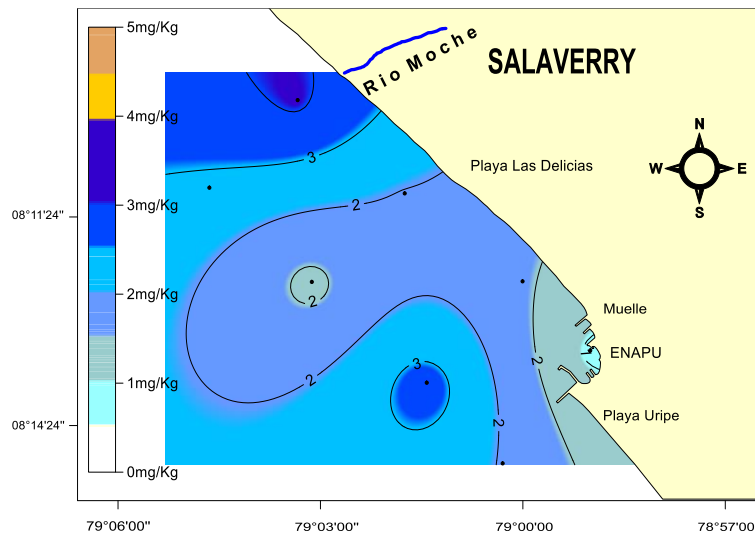 5mg/Kg
4mg/Kg
3mg/Kg
2mg/Kg
1mg/Kg
0mg/Kg
Rio Moche
SALAVERRY
N
W E
S
Playa Las Delicias
Muelle
ENAPU
Playa Uripe
3
2
2
2
3
2
2
08°11'24"
08°14'24"
79°06'00"
79°03'00"
79°00'00
78°57'00